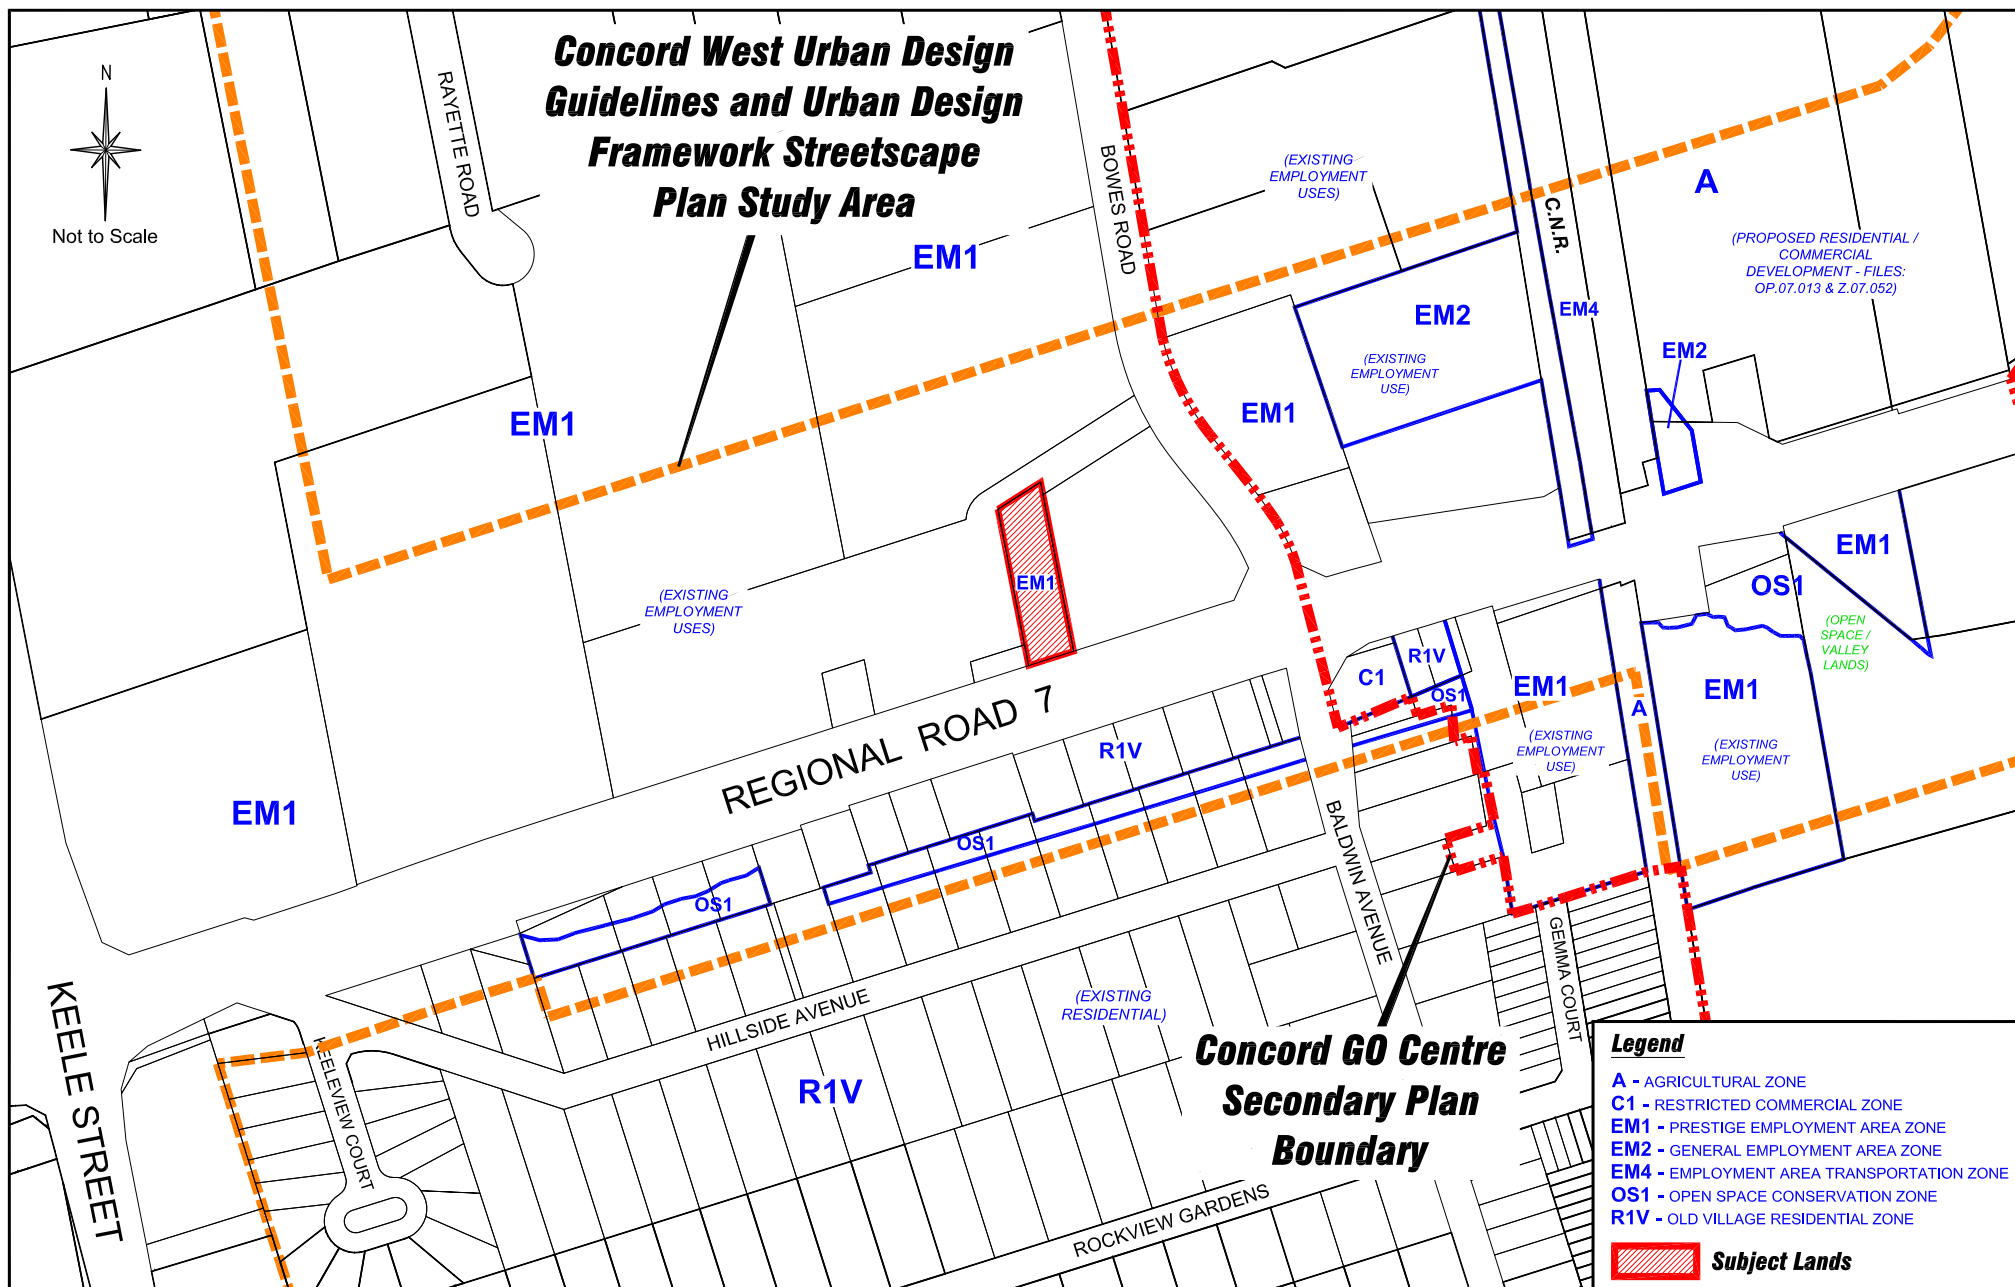 Concord West Urban Design
Guidelines and Urban Design
Framework Streetscape
Plan Study Area
N
Not to Scale
RAYETTE ROAD
BOWES ROAD
(EXISTING
EMPLOYMENT
USES)
C.N.R.
A
(PROPOSED RESIDENTIAL /
COMMERCIAL
DEVELOPMENT - FILES:
OP.07.013 & Z.07.052)
EM1
EM2
EM4
EM2
(EXISTING
EMPLOYMENT
USE)
EM1
EM1
EM1
OS1
(OPEN
SPACE /
VALLEY
LANDS)
EM1
(EXISTING
EMPLOYMENT
USES)
C1
R1V
OS1
EM1
A
EM1
(EXISTING
EMPLOYMENT
USE)
(EXISTING
EMPLOYMENT
USE)
REGIONAL ROAD 7
R1V
EM1
OS1
OS1
BALDWIN AVENUE
GEMMA COURT
KEELE STREET
HILLSIDE AVENUE
(EXISTING
RESIDENTIAL)
KEELEVIEW COURT
R1V
Concord GO Centre
Secondary Plan
Boundary
ROCKVIEW GARDENS
Legend
A - AGRICULTURAL ZONE
C1 - RESTRICTED COMMERCIAL ZONE
EM1 - PRESTIGE EMPLOYMENT AREA ZONE
EM2 - GENERAL EMPLOYMENT AREA ZONE
EM4 - EMPLOYMENT AREA TRANSPORTATION ZONE
OS1 - OPEN SPACE CONSERVATION ZONE
R1V - OLD VILLAGE RESIDENTIAL ZONE
Subject Lands